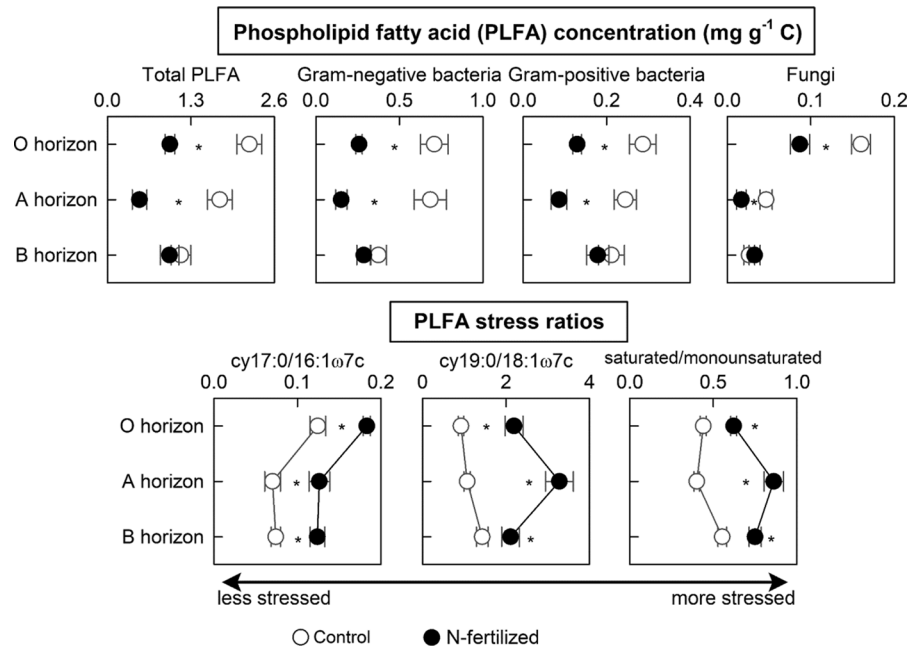 Phospholipid fatty acid (PLFA) concentration (mg g⁻¹ C)
Total PLFA Gram-negative bacteria Gram-positive bacteria Fungi
0.0 1.3 2.6 0.0 0.5 1.0 0.0 0.2 0.4 0.0 0.1 0.2
O horizon * * * *
A horizon * * * *
B horizon
PLFA stress ratios
cy17:0/16:1ω7c cy19:0/18:1ω7c saturated/monounsaturated
0.0 0.1 0.2 0 2 4 0.0 0.5 1.0
O horizon * * *
A horizon * * *
B horizon * * *
less stressed more stressed
Control N-fertilized